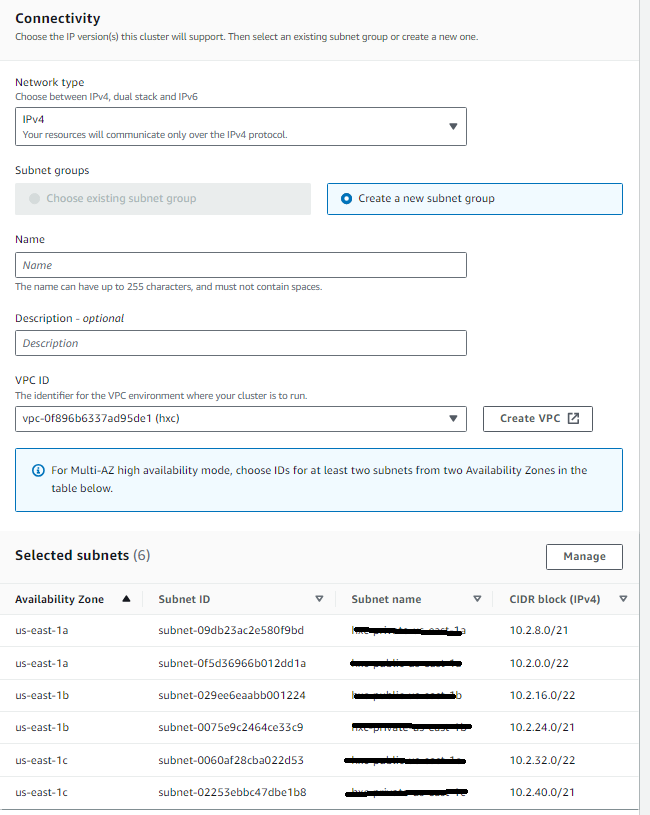 Connectivity
Choose the IP version(s) this cluster will support. Then select an existing subnet group or create a new one.
Network type
Choose between IPv4, dual stack and IPv6
IPv4
Your resources will communicate only over the IPv4 protocol.
Subnet groups
Choose existing subnet group
Create a new subnet group
Name
Name
The name can have up to 255 characters, and must not contain spaces.
Description - optional
Description
VPC ID
The identifier for the VPC environment where your cluster is to run.
vpc-0f896b6337ad95de1 (hxc)
Create VPC
For Multi-AZ high availability mode, choose IDs for at least two subnets from two Availability Zones in the
table below.
Selected subnets (6)
Manage
Availability Zone Subnet ID Subnet name CIDR block (IPv4)
us-east-1a subnet-09db23ac2e580f9bd 10.2.8.0/21
us-east-1a subnet-0f5d36966b012dd1a 10.2.0.0/22
us-east-1b subnet-029ee6eaabb001224 10.2.16.0/22
us-east-1b subnet-0075e9c2464ce33c9 10.2.24.0/21
us-east-1c subnet-0060af28cba022d53 10.2.32.0/22
us-east-1c subnet-02253ebbc47dbe1b8 10.2.40.0/21